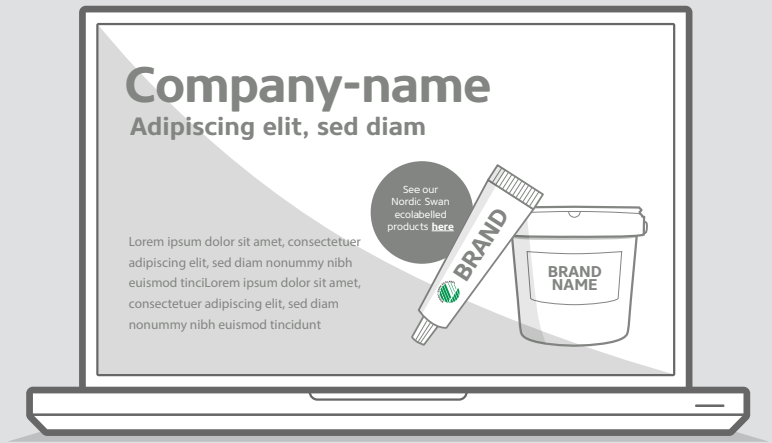 Company-name
Adipiscing elit, sed diam
See our
Nordic Swan
ecolabelled
products here
BRAND
BRAND
NAME
Lorem ipsum dolor sit amet, consectetuer
adipiscing elit, sed diam nonummy nibh
euismod tinciLorem ipsum dolor sit amet,
consectetuer adipiscing elit, sed diam
nonummy nibh euismod tincidunt